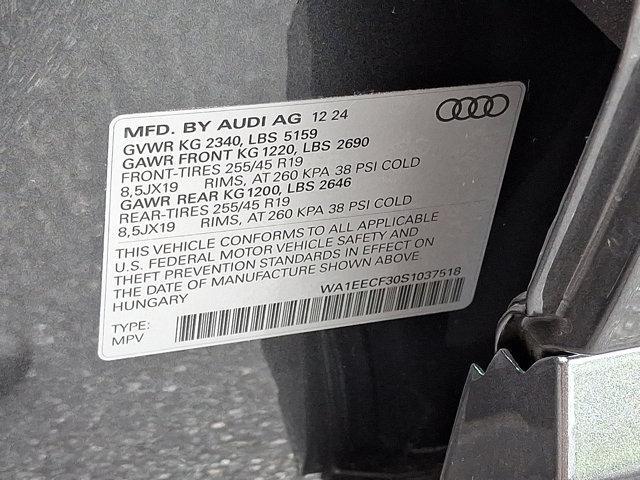 MFD. BY AUDI AG 12 24
GVWR KG 2340, LBS 5159
GAWR FRONT KG 1220, LBS 2690
FRONT-TIRES 255/45 R19
8,5JX19 RIMS, AT 260 KPA 38 PSI COLD
GAWR REAR KG 1200, LBS 2646
REAR-TIRES 255/45 R19
8,5JX19 RIMS, AT 260 KPA 38 PSI COLD
THIS VEHICLE CONFORMS TO ALL APPLICABLE
U.S. FEDERAL MOTOR VEHICLE SAFETY AND
THEFT PREVENTION STANDARDS IN EFFECT ON
THE DATE OF MANUFACTURE SHOWN ABOVE.
HUNGARY
WA1EECF30S1037518
TYPE:
MPV